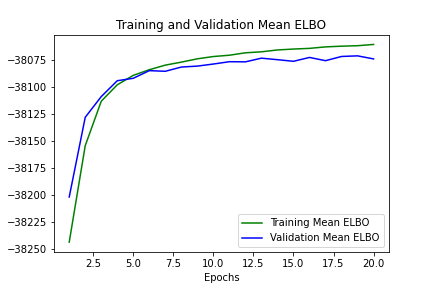 Training and Validation Mean ELBO
−38075
−38100
−38125
−38150
−38175
−38200
−38225
−38250
Training Mean ELBO
Validation Mean ELBO
2.5 5.0 7.5 10.0 12.5 15.0 17.5 20.0
Epochs